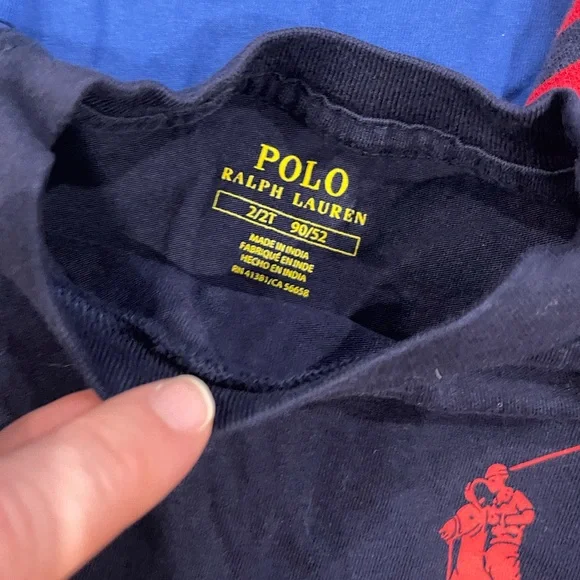 POLO
RALPH LAUREN
2/2T 90/52
MADE IN INDIA
FABRIQUÉ EN INDE
HECHO EN INDIA
RN 41381/CA 56658